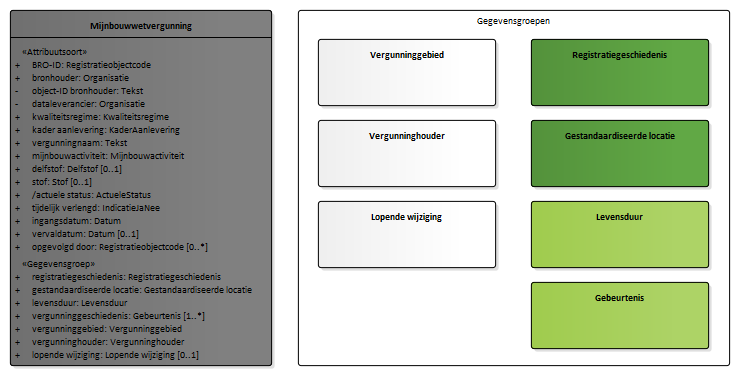 Mijnbouwwetvergunning
«Attribuutsoort»
+ BRO-ID: Registratieobjectcode
+ bronhouder: Organisatie
- object-ID bronhouder: Tekst
- dataleverancier: Organisatie
+ kwaliteitsregime: Kwaliteitsregime
+ kader aanlevering: KaderAanlevering
+ vergunningnaam: Tekst
+ mijnbouwactiviteit: Mijnbouwactiviteit
+ delfstof: Delfstof [0..1]
+ stof: Stof [0..1]
+ /actuele status: ActueleStatus
+ tijdelijk verlengd: IndicatieJaNee
+ ingangsdatum: Datum
+ vervaldatum: Datum [0..1]
+ opgevolgd door: Registratieobjectcode [0..*]
«Gegevensgroep»
+ registratiegeschiedenis: Registratiegeschiedenis
+ gestandaardiseerde locatie: Gestandaardiseerde locatie
+ levensduur: Levensduur
+ vergunninggeschiedenis: Gebeurtenis [1..*]
+ vergunninggebied: Vergunninggebied
+ vergunninghouder: Vergunninghouder
+ lopende wijziging: Lopende wijziging [0..1]
Gegevensgroepen
Vergunninggebied
Registratiegeschiedenis
Vergunninghouder
Gestandaardiseerde locatie
Lopende wijziging
Levensduur
Gebeurtenis